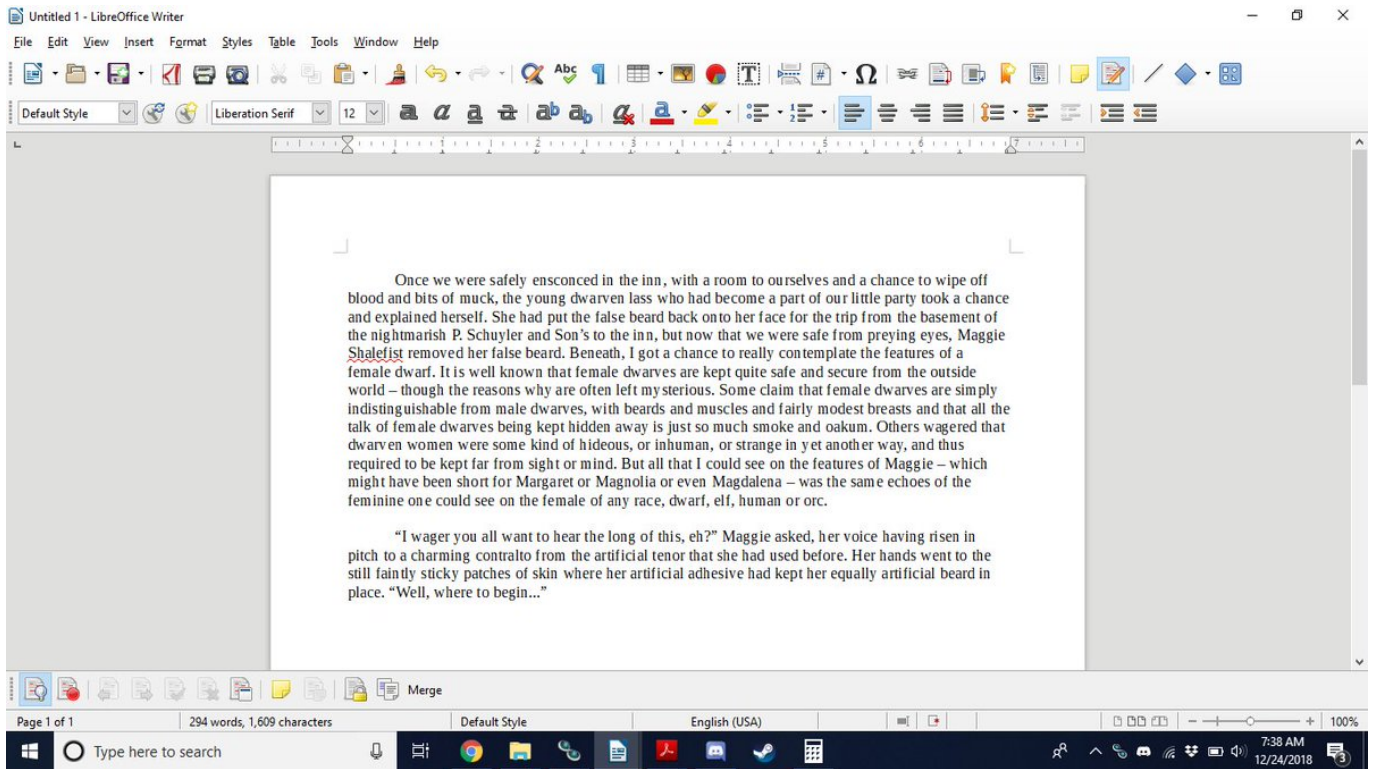 Untitled 1 - LibreOffice Writer
File Edit View Insert Format Styles Table Tools Window Help
Default Style Liberation Serif 12
1 2 3 4 5 6 7
Once we were safely ensconced in the inn, with a room to ourselves and a chance to wipe off
blood and bits of muck, the young dwarven lass who had become a part of our little party took a chance
and explained herself. She had put the false beard back onto her face for the trip from the basement of
the nightmarish P. Schuyler and Son’s to the inn, but now that we were safe from preying eyes, Maggie
Shalefist removed her false beard. Beneath, I got a chance to really contemplate the features of a
female dwarf. It is well known that female dwarves are kept quite safe and secure from the outside
world – though the reasons why are often left mysterious. Some claim that female dwarves are simply
indistinguishable from male dwarves, with beards and muscles and fairly modest breasts and that all the
talk of female dwarves being kept hidden away is just so much smoke and oakum. Others wagered that
dwarven women were some kind of hideous, or inhuman, or strange in yet another way, and thus
required to be kept far from sight or mind. But all that I could see on the features of Maggie – which
might have been short for Margaret or Magnolia or even Magdalena – was the same echoes of the
feminine one could see on the female of any race, dwarf, elf, human or orc.
“I wager you all want to hear the long of this, eh?” Maggie asked, her voice having risen in
pitch to a charming contralto from the artificial tenor that she had used before. Her hands went to the
still faintly sticky patches of skin where her artificial adhesive had kept her equally artificial beard in
place. “Well, where to begin...”
Merge
Page 1 of 1 294 words, 1,609 characters Default Style English (USA) 100%
Type here to search 7:38 AM
12/24/2018